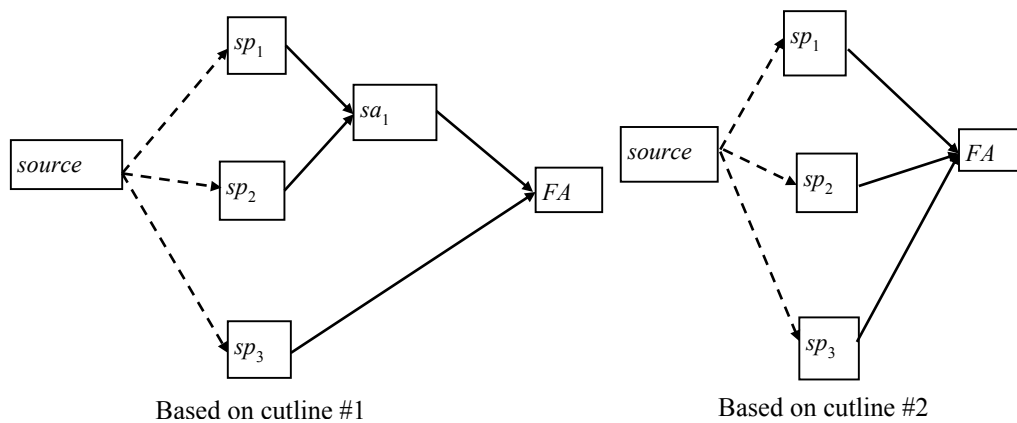 sp1
sa1
source
sp2
FA
sp3
Based on cutline #1
sp1
source
sp2
FA
sp3
Based on cutline #2